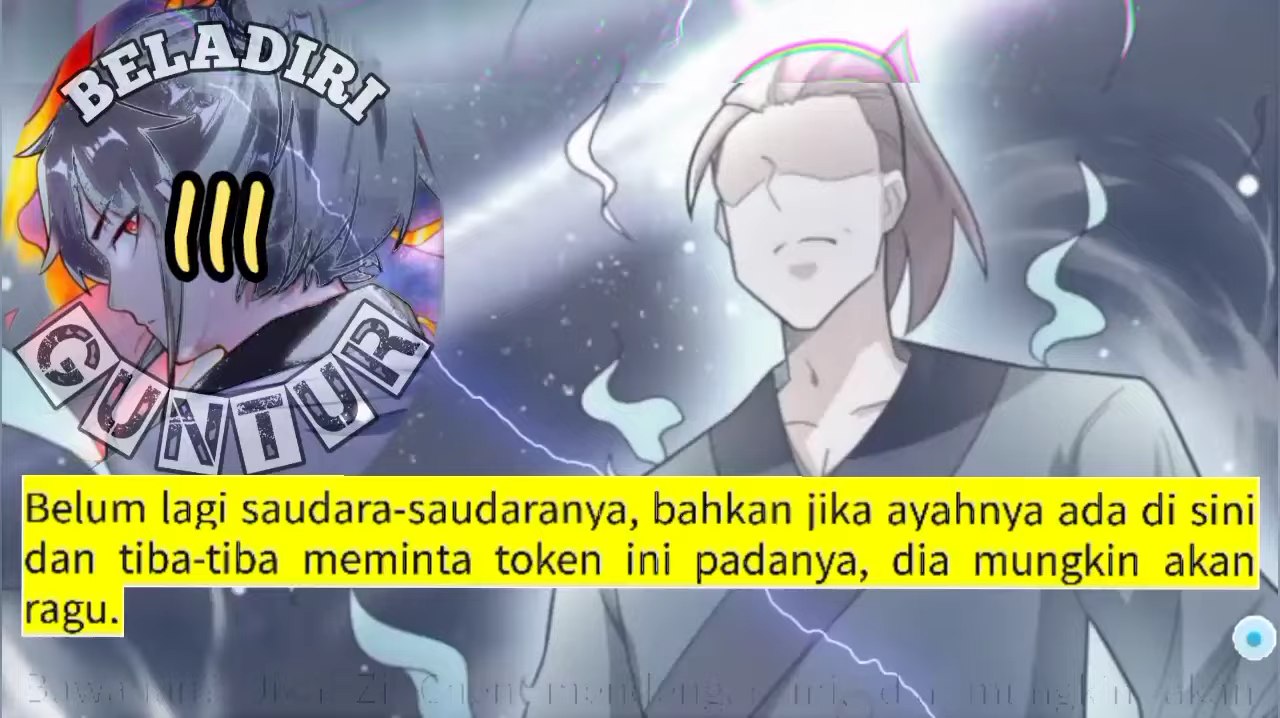 BELADIRI
III
GUNTUR
Belum lagi saudara-saudaranya, bahkan jika ayahnya ada di sini
dan tiba-tiba meminta token ini padanya, dia mungkin akan
ragu.